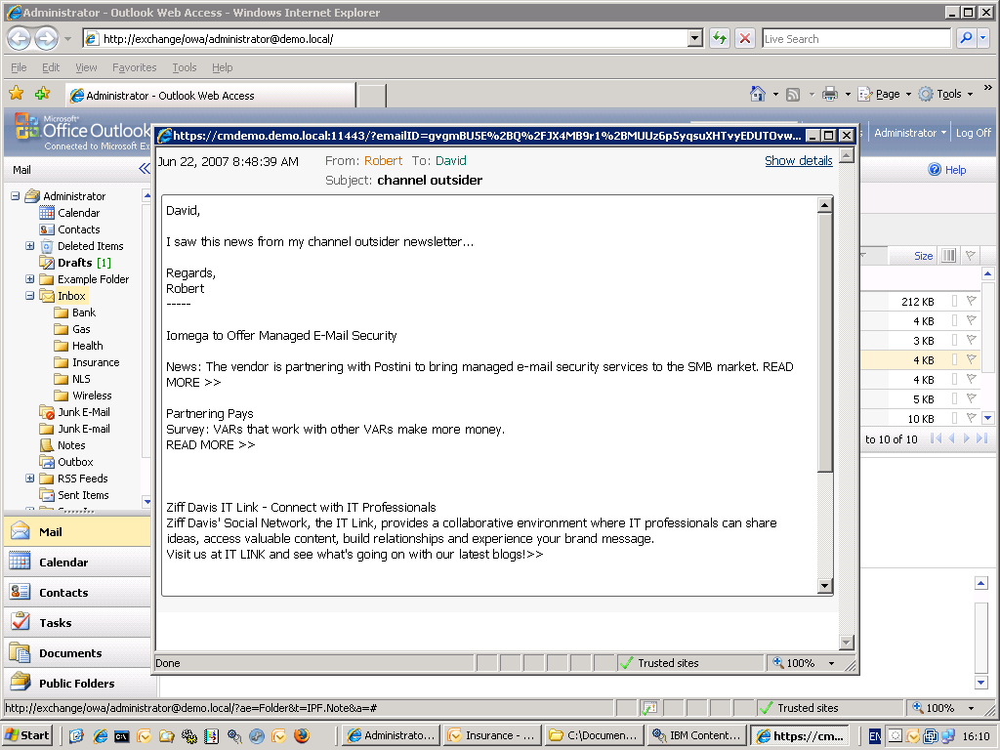 Administrator - Outlook Web Access - Windows Internet Explorer
http://exchange/owa/administrator@demo.local/
Live Search
File Edit View Favorites Tools Help
Administrator - Outlook Web Access
Page Tools
Microsoft
Office Outlook
Connected to Microsoft Ex
Administrator Log Off
https://cmdemo.demo.local:11443/?emailID=gvgmBU5E%2BQ%2FJX4MB9r1%2BMUUz6p5yqsuXHTvyEDUTOvw...
Mail
Help
Jun 22, 2007 8:48:39 AM
From: Robert To: David
Subject: channel outsider
Show details
Administrator
Calendar
Contacts
Deleted Items
Drafts [1]
Example Folder
Inbox
Bank
Gas
Health
Insurance
NLS
Wireless
Junk E-Mail
Junk E-mail
Notes
Outbox
RSS Feeds
Sent Items
Mail
Calendar
Contacts
Tasks
Documents
Public Folders
David,
I saw this news from my channel outsider newsletter...
Regards,
Robert
-----
Iomega to Offer Managed E-Mail Security
News: The vendor is partnering with Postini to bring managed e-mail security services to the SMB market. READ
MORE >>
Partnering Pays
Survey: VARs that work with other VARs make more money.
READ MORE >>
Ziff Davis IT Link - Connect with IT Professionals
Ziff Davis' Social Network, the IT Link, provides a collaborative environment where IT professionals can share
ideas, access valuable content, build relationships and experience your brand message.
Visit us at IT LINK and see what's going on with our latest blogs!>>
Size
212 KB
4 KB
3 KB
4 KB
4 KB
5 KB
10 KB
to 10 of 10
Done
Trusted sites
100%
http://exchange/owa/administrator@demo.local/?ae=Folder&t=IPF.Note&a=#
Trusted sites
100%
Start
Administrato...
Insurance - ...
C:\Documen...
IBM Content...
https://cm...
EN
16:10